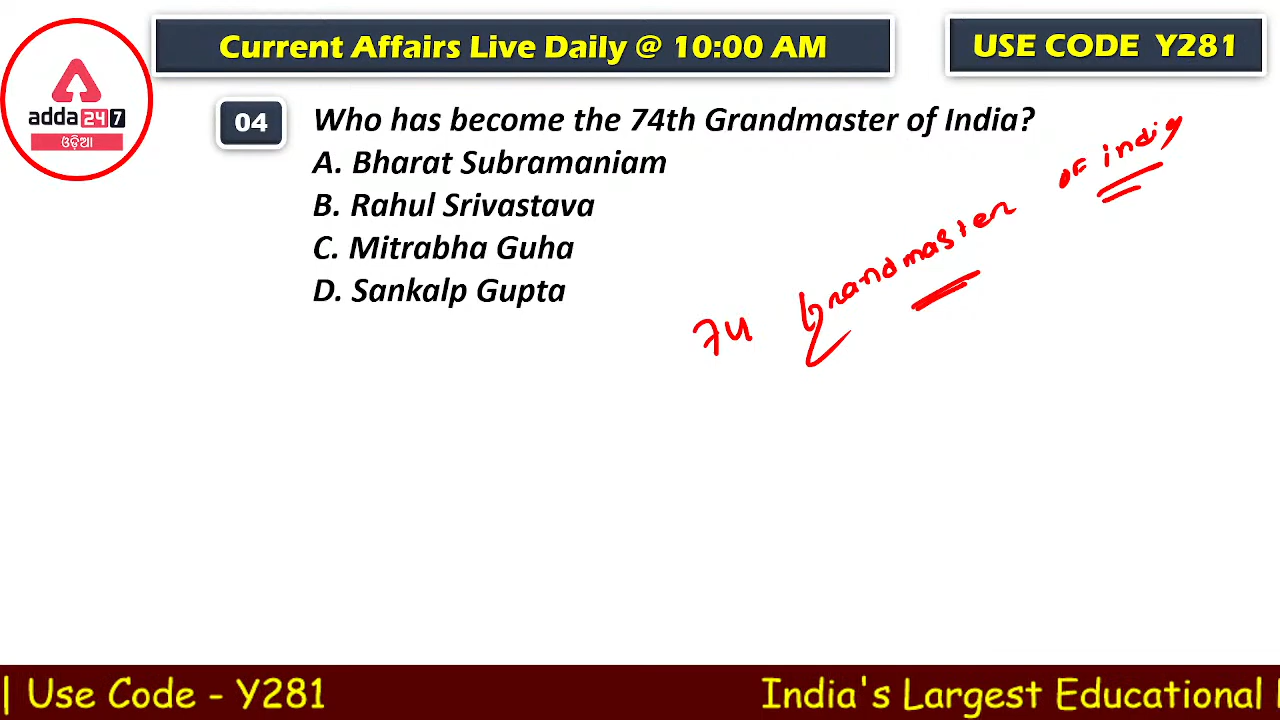 Current Affairs Live Daily @ 10:00 AM
USE CODE Y281
adda 24 7
ଓଡ଼ିଆ
04
Who has become the 74th Grandmaster of India?
A. Bharat Subramaniam
B. Rahul Srivastava
C. Mitrabha Guha
D. Sankalp Gupta
74 Grandmaster of india
| Use Code - Y281
India's Largest Educational